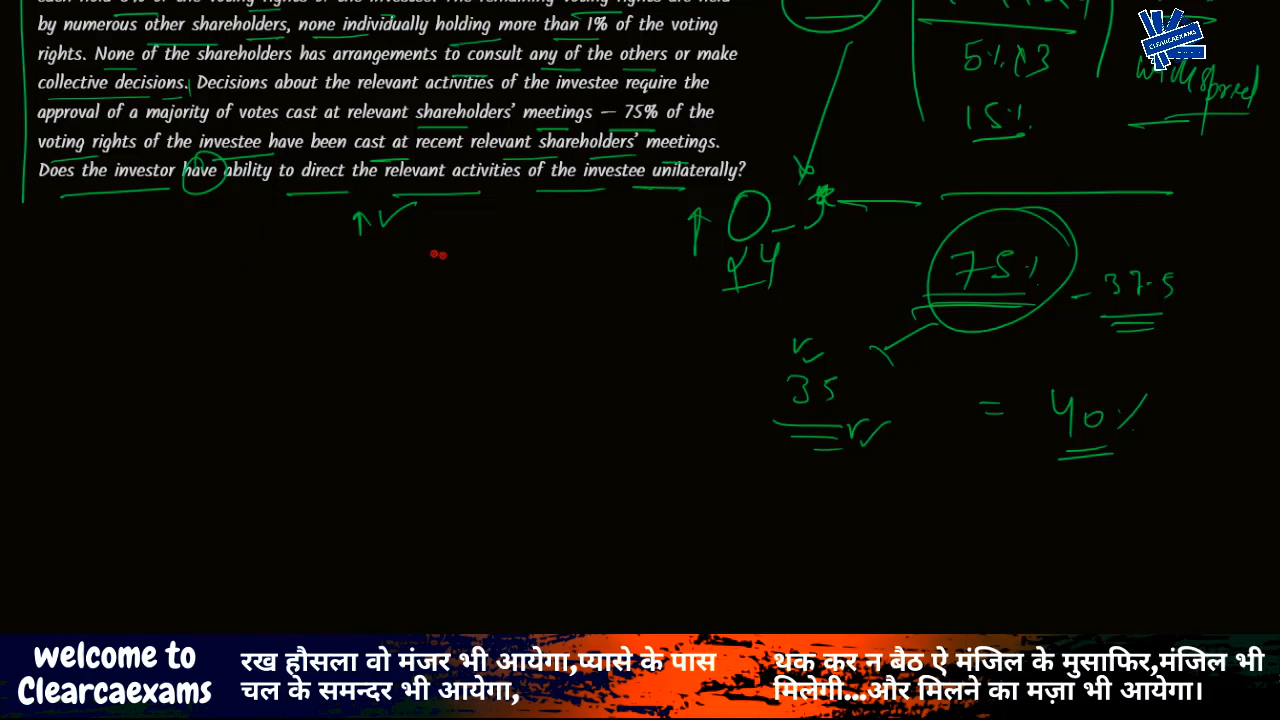 by numerous other shareholders, none individually holding more than 1% of the voting
rights. None of the shareholders has arrangements to consult any of the others or make
collective decisions. Decisions about the relevant activities of the investee require the
approval of a majority of votes cast at relevant shareholders' meetings — 75% of the
voting rights of the investee have been cast at recent relevant shareholders' meetings.
Does the investor have ability to direct the relevant activities of the investee unilaterally?
CLEARCAEXAMS
5% × 3
15%
75%
37.5
35
= 40%
welcome to
Clearcaexams
रख हौसला वो मंजर भी आयेगा,प्यासे के पास
चल के समन्दर भी आयेगा,
थक कर न बैठ ऐ मंजिल के मुसाफिर,मंजिल भी
मिलेगी...और मिलने का मज़ा भी आयेगा।